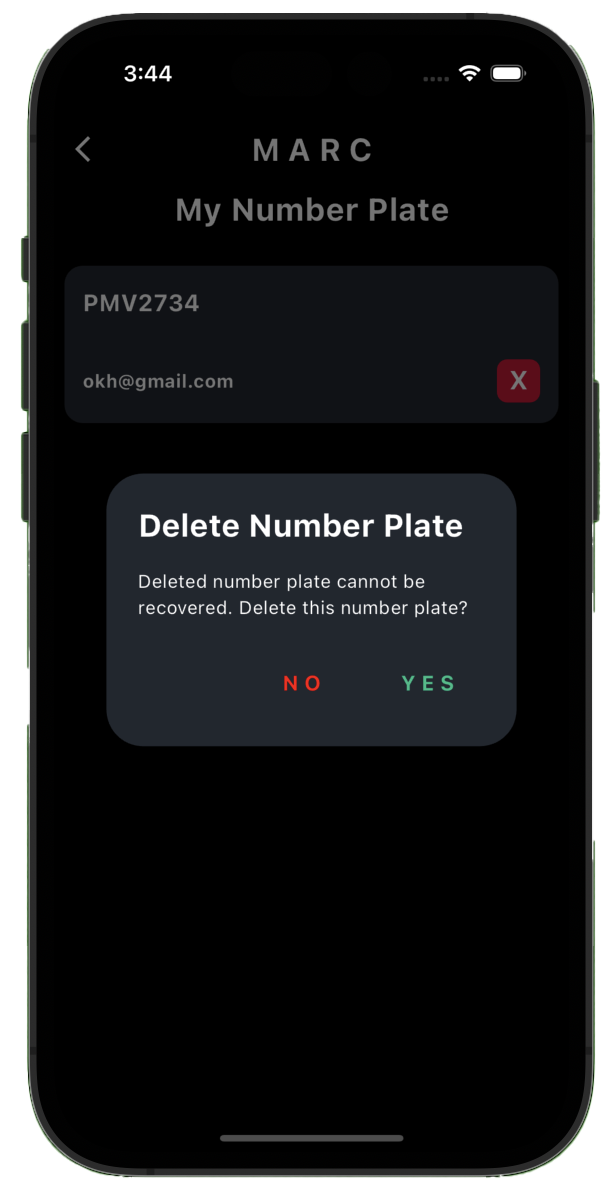 3:44
M A R C
My Number Plate
PMV2734
okh@gmail.com
X
Delete Number Plate
Deleted number plate cannot be
recovered. Delete this number plate?
NO YES